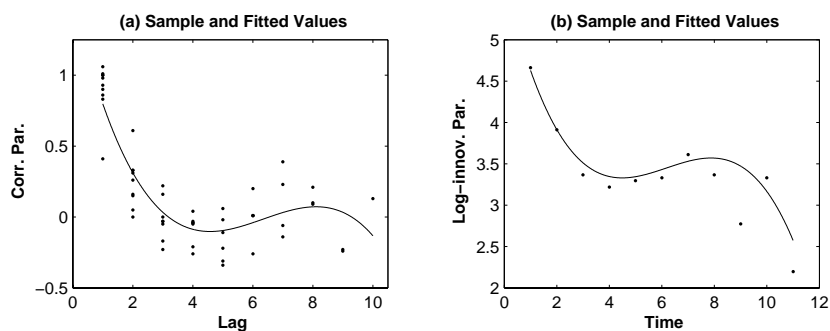 (a) Sample and Fitted Values
Corr. Par.
1
0.5
0
−0.5
0 2 4 6 8 10
Lag
(b) Sample and Fitted Values
Log−innov. Par.
5
4.5
4
3.5
3
2.5
2
0 2 4 6 8 10 12
Time